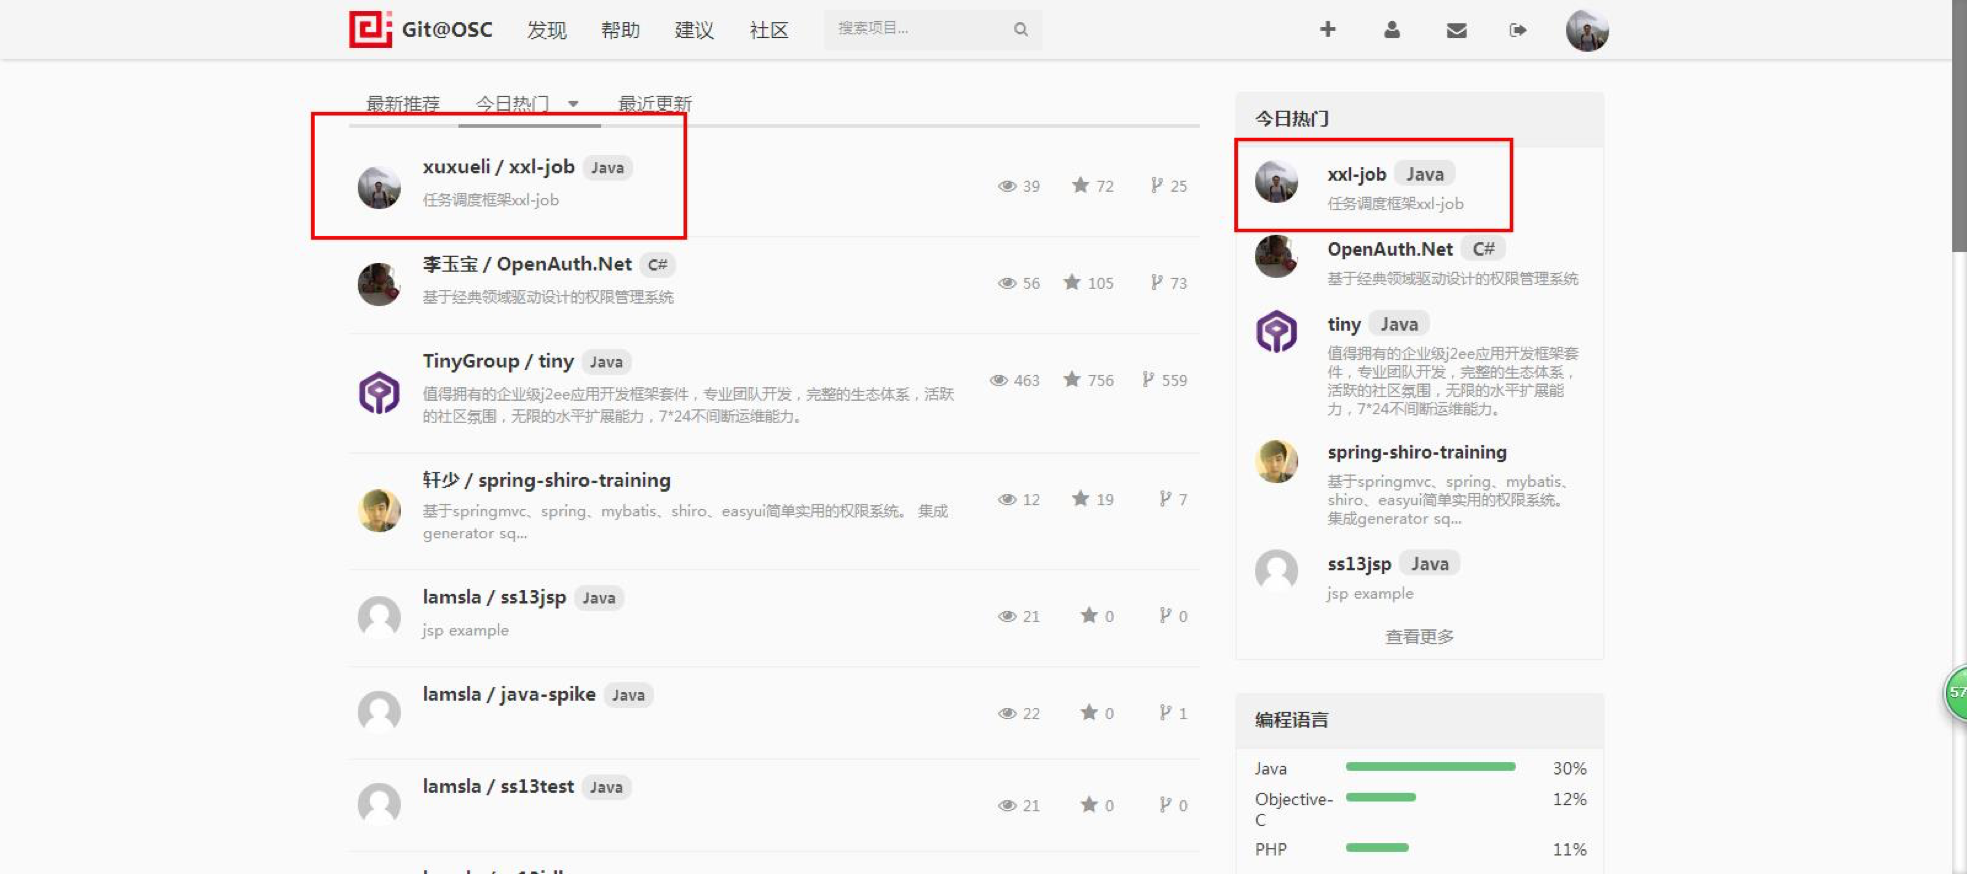 Git@OSC 发现 帮助 建议 社区 搜索项目...
最新推荐 今日热门 最近更新
xuxueli / xxl-job Java
任务调度框架xxl-job
39 72 25
李玉宝 / OpenAuth.Net C#
基于经典领域驱动设计的权限管理系统
56 105 73
TinyGroup / tiny Java
值得拥有的企业级j2ee应用开发框架套件，专业团队开发，完整的生态体系，活跃
的社区氛围，无限的水平扩展能力，7*24不间断运维能力。
463 756 559
轩少 / spring-shiro-training
基于springmvc、spring、mybatis、shiro、easyui简单实用的权限系统。 集成
generator sq...
12 19 7
lamsla / ss13jsp Java
jsp example
21 0 0
lamsla / java-spike Java
22 0 1
lamsla / ss13test Java
21 0 0
今日热门
xxl-job Java
任务调度框架xxl-job
OpenAuth.Net C#
基于经典领域驱动设计的权限管理系统
tiny Java
值得拥有的企业级j2ee应用开发框架套
件，专业团队开发，完整的生态体系，
活跃的社区氛围，无限的水平扩展能
力，7*24不间断运维能力。
spring-shiro-training
基于springmvc、spring、mybatis、
shiro、easyui简单实用的权限系统。
集成generator sq...
ss13jsp Java
jsp example
查看更多
编程语言
Java 30%
Objective-
C 12%
PHP 11%
57